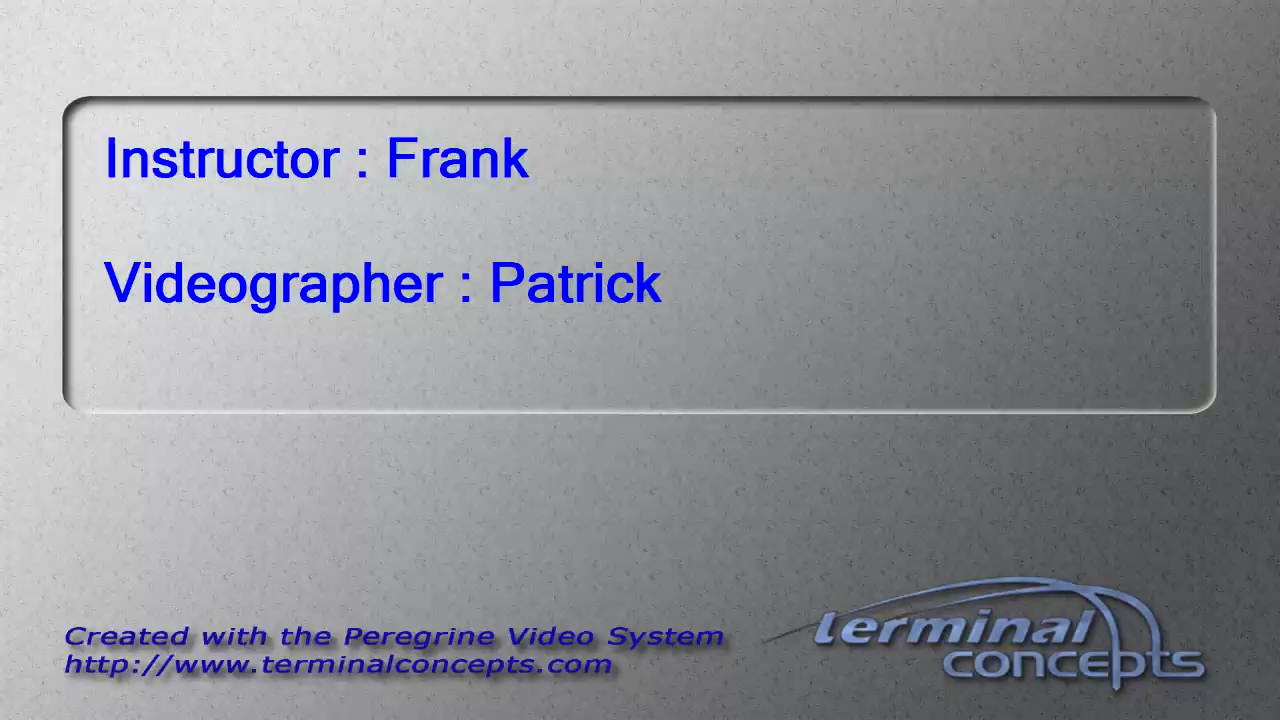 Instructor : Frank
Videographer : Patrick
Created with the Peregrine Video System
http://www.terminalconcepts.com
terminal
concepts